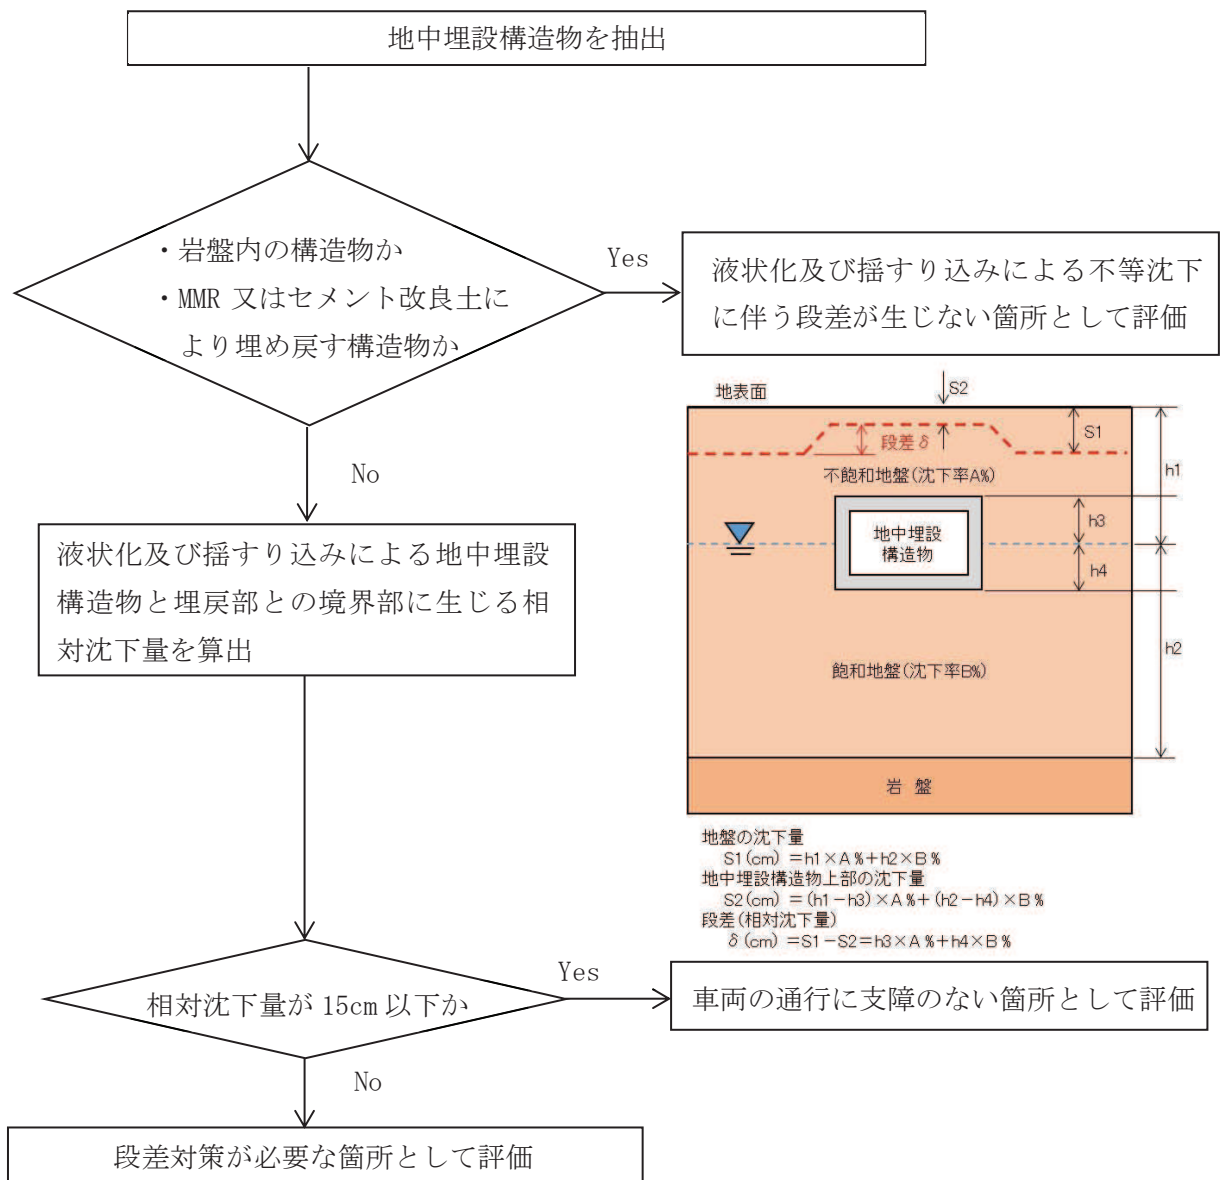 地中埋設構造物を抽出
・岩盤内の構造物か
・MMR 又はセメント改良土に
より埋め戻す構造物か
Yes
液状化及び揺すり込みによる不等沈下
に伴う段差が生じない箇所として評価
No
液状化及び揺すり込みによる地中埋設
構造物と埋戻部との境界部に生じる相
対沈下量を算出
地表面
S2
S1
段差δ
h1
不飽和地盤(沈下率A%)
h3
地中埋設
構造物
h4
h2
飽和地盤(沈下率B%)
岩 盤
地盤の沈下量
S1(cm) =h1×A%+h2×B%
地中埋設構造物上部の沈下量
S2(cm) =(h1-h3)×A%+(h2-h4)×B%
段差(相対沈下量)
δ(cm) =S1-S2=h3×A%+h4×B%
相対沈下量が 15cm 以下か
Yes
車両の通行に支障のない箇所として評価
No
段差対策が必要な箇所として評価